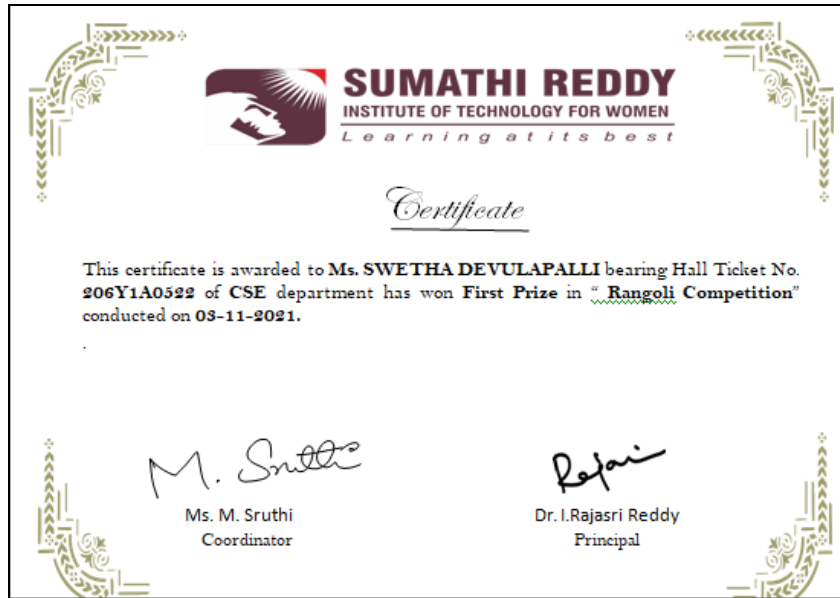 SUMATHI REDDY
INSTITUTE OF TECHNOLOGY FOR WOMEN
Learning at its best
Certificate
This certificate is awarded to Ms. SWETHA DEVULAPALLI bearing Hall Ticket No.
206Y1A0522 of CSE department has won First Prize in “ Rangoli Competition”
conducted on 03-11-2021.
.
M. Sruthi
Rajasri
Ms. M. Sruthi
Dr. I.Rajasri Reddy
Coordinator
Principal